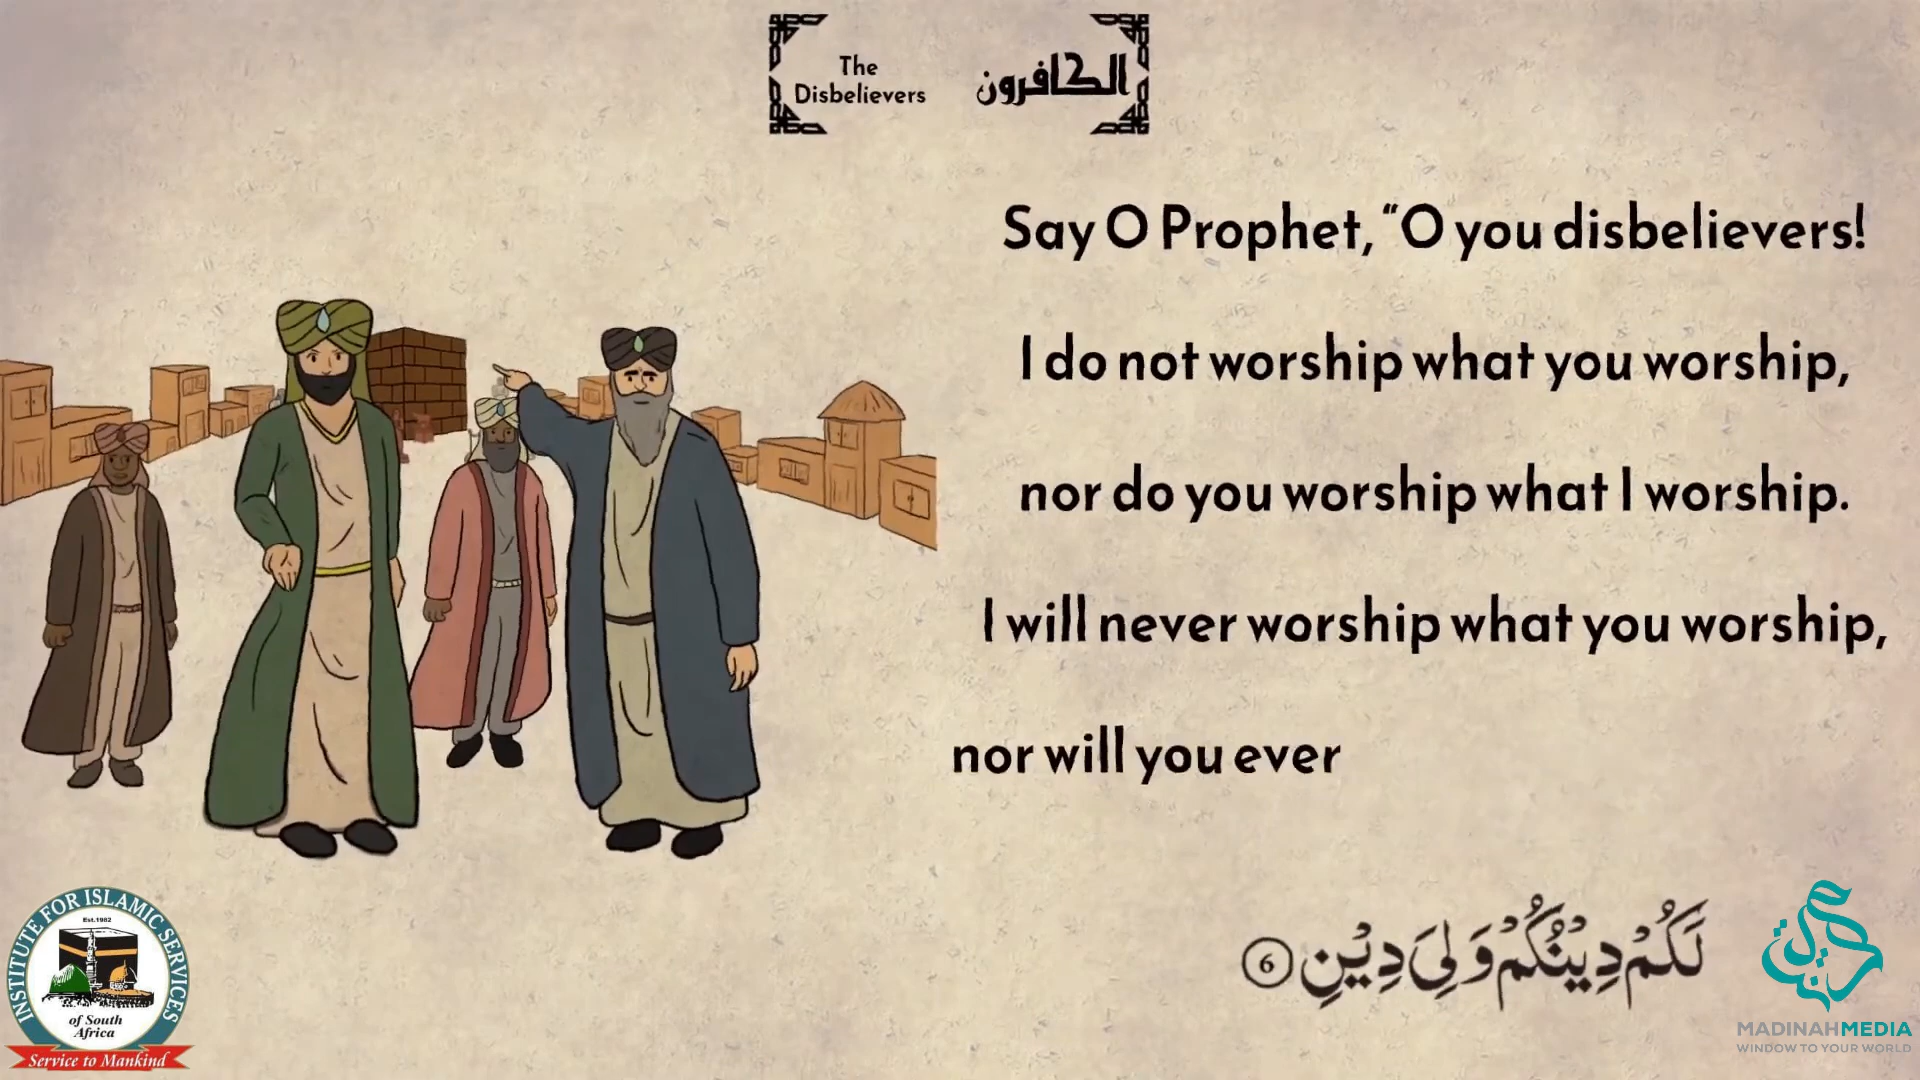 The
Disbelievers
الكافرون
Say O Prophet, “O you disbelievers!
I do not worship what you worship,
nor do you worship what I worship.
I will never worship what you worship,
nor will you ever
لَكُمْ دِيْنُكُمْ وَلِىَ دِيْنِ ٦
INSTITUTE FOR ISLAMIC SERVICES
Est.1982
of South
Africa
Service to Mankind
MADINAHMEDIA
WINDOW TO YOUR WORLD